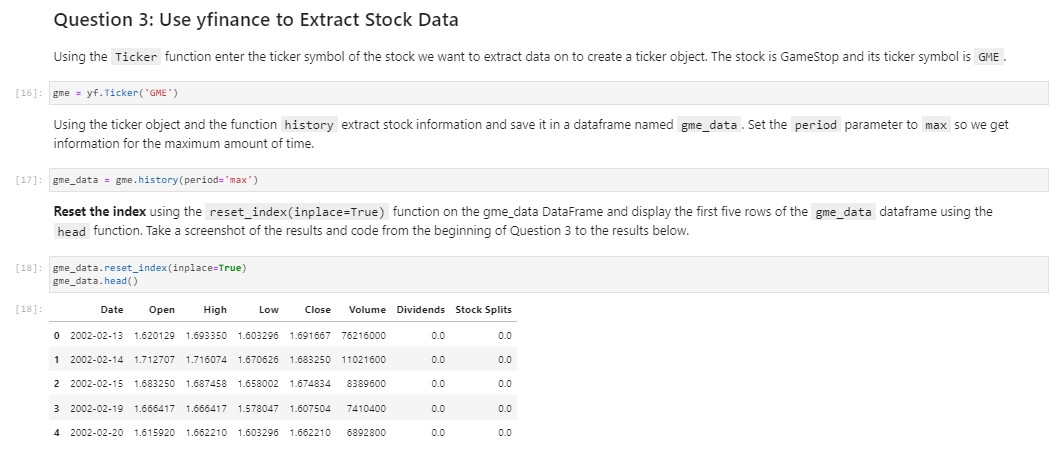 Question 3: Use yfinance to Extract Stock Data
Using the Ticker function enter the ticker symbol of the stock we want to extract data on to create a ticker object. The stock is GameStop and its ticker symbol is GME .
[16]: gme = yf.Ticker('GME')
Using the ticker object and the function history extract stock information and save it in a dataframe named gme_data . Set the period parameter to max so we get
information for the maximum amount of time.
[17]: gme_data = gme.history(period='max')
Reset the index using the reset_index(inplace=True) function on the gme_data DataFrame and display the first five rows of the gme_data dataframe using the
head function. Take a screenshot of the results and code from the beginning of Question 3 to the results below.
[18]: gme_data.reset_index(inplace=True)
gme_data.head()
[18]: Date Open High Low Close Volume Dividends Stock Splits
0 2002-02-13 1.620129 1.693350 1.603296 1.691667 76216000 0.0 0.0
1 2002-02-14 1.712707 1.716074 1.670626 1.683250 11021600 0.0 0.0
2 2002-02-15 1.683250 1.687458 1.658002 1.674834 8389600 0.0 0.0
3 2002-02-19 1.666417 1.666417 1.578047 1.607504 7410400 0.0 0.0
4 2002-02-20 1.615920 1.662210 1.603296 1.662210 6892800 0.0 0.0